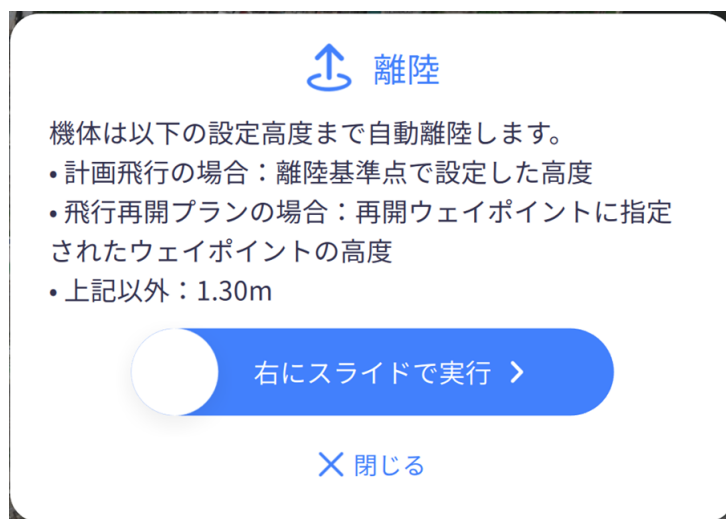 離陸
機体は以下の設定高度まで自動離陸します。
• 計画飛行の場合：離陸基準点で設定した高度
• 飛行再開プランの場合：再開ウェイポイントに指定
されたウェイポイントの高度
• 上記以外：1.30m
右にスライドで実行
閉じる